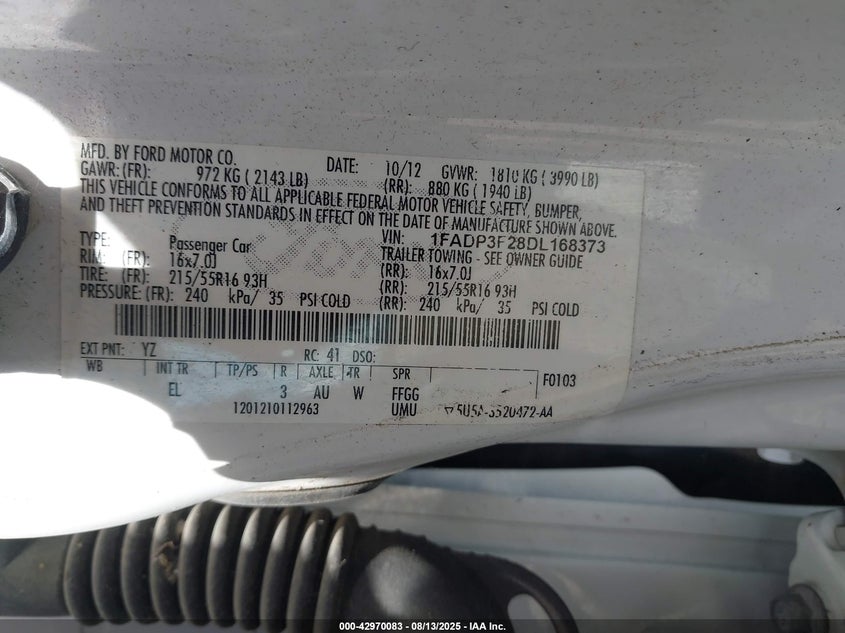 MFD. BY FORD MOTOR CO.
DATE: 10/12 GVWR: 1810 KG ( 3990 LB)
GAWR: (FR): 972 KG ( 2143 LB) (RR): 880 KG ( 1940 LB)
THIS VEHICLE CONFORMS TO ALL APPLICABLE FEDERAL MOTOR VEHICLE SAFETY, BUMPER,
AND THEFT PREVENTION STANDARDS IN EFFECT ON THE DATE OF MANUFACTURE SHOWN ABOVE.
VIN: 1FADP3F28DL168373
TYPE: Passenger Car TRAILER TOWING - SEE OWNER GUIDE
RIM: (FR): 16x7.0J (RR): 16x7.0J
TIRE: (FR): 215/55R16 93H (RR): 215/55R16 93H
PRESSURE: (FR): 240 kPa/ 35 PSI COLD (RR): 240 kPa/ 35 PSI COLD
EXT PNT: YZ RC: 41 DSO:
WB INT TR TP/PS R AXLE TR SPR F0103
EL 3 AU W FFGG
1201210112963 UMU
000-42970083 - 08/13/2025 - IAA Inc.